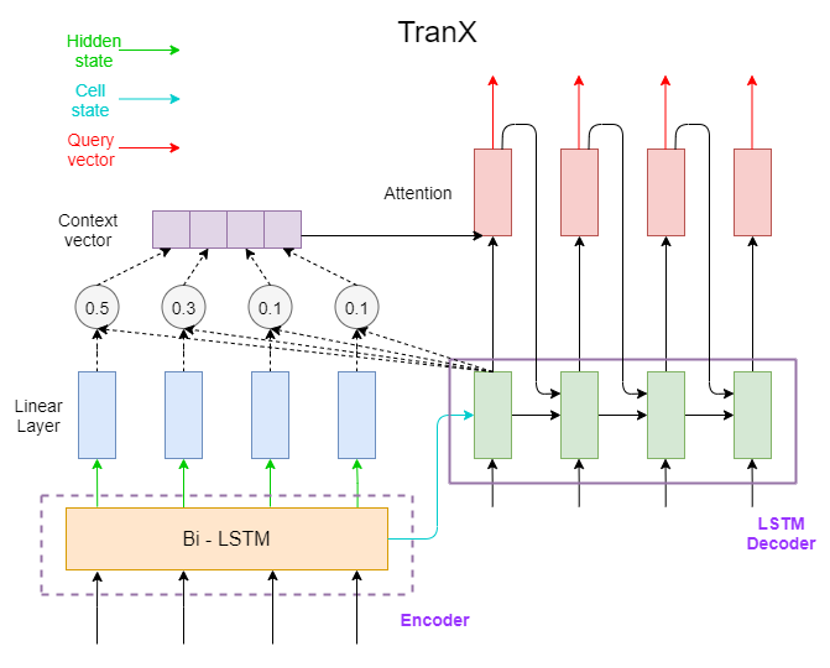 TranX
Hidden
state
Cell
state
Query
vector
Attention
Context
vector
0.5
0.3
0.1
0.1
Linear
Layer
Bi - LSTM
LSTM
Decoder
Encoder